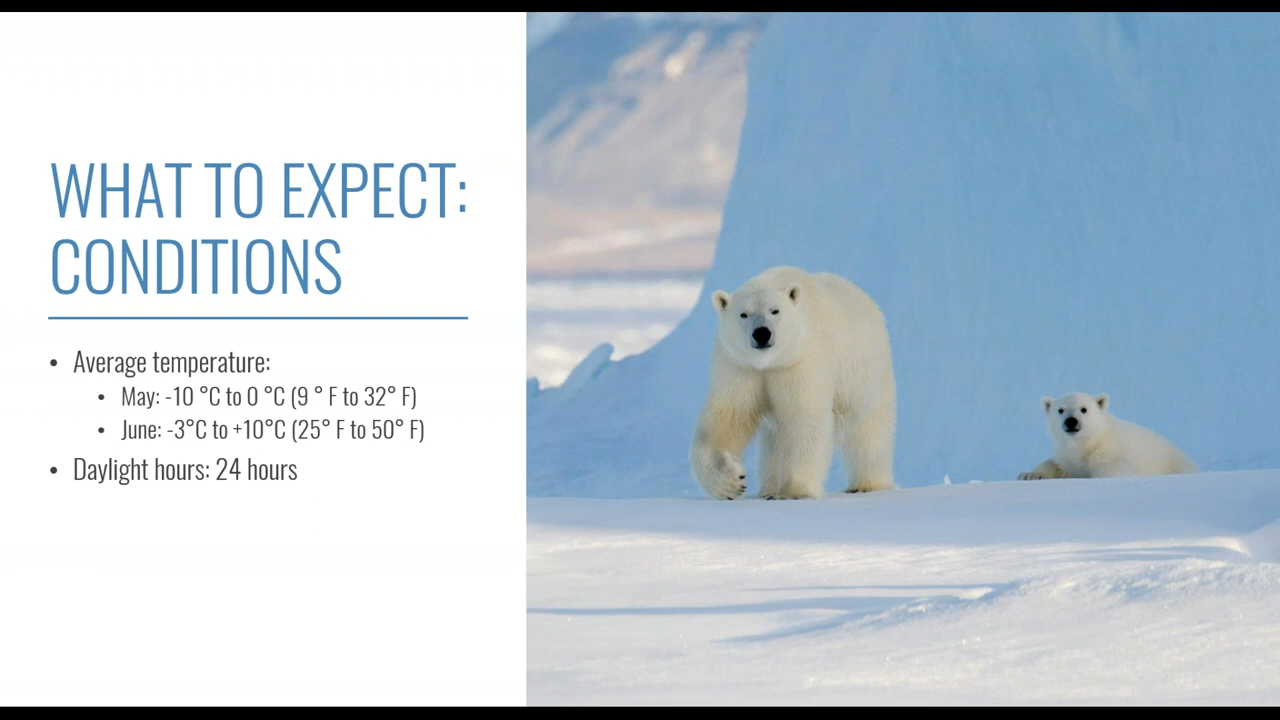 WHAT TO EXPECT:
CONDITIONS
• Average temperature:
• May: -10 °C to 0 °C (9 ° F to 32° F)
• June: -3°C to +10°C (25° F to 50° F)
• Daylight hours: 24 hours